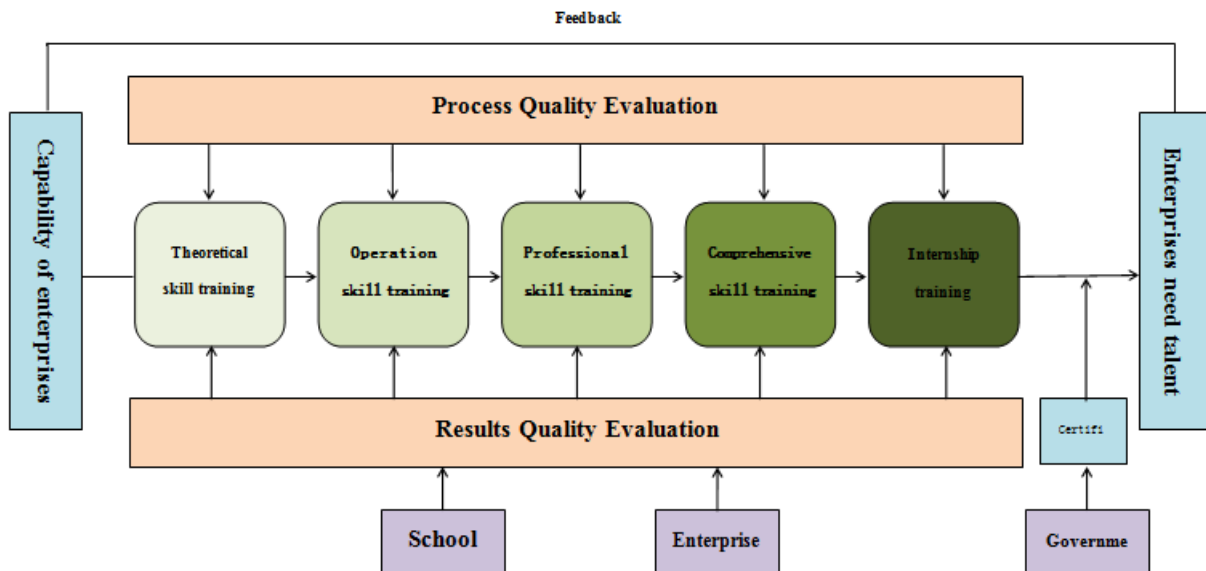 Feedback
Process Quality Evaluation
Capability of enterprises
Enterprises need talent
Theoretical
skill training
Operation
skill training
Professional
skill training
Comprehensive
skill training
Internship
training
Results Quality Evaluation
Certifi
School
Enterprise
Governme